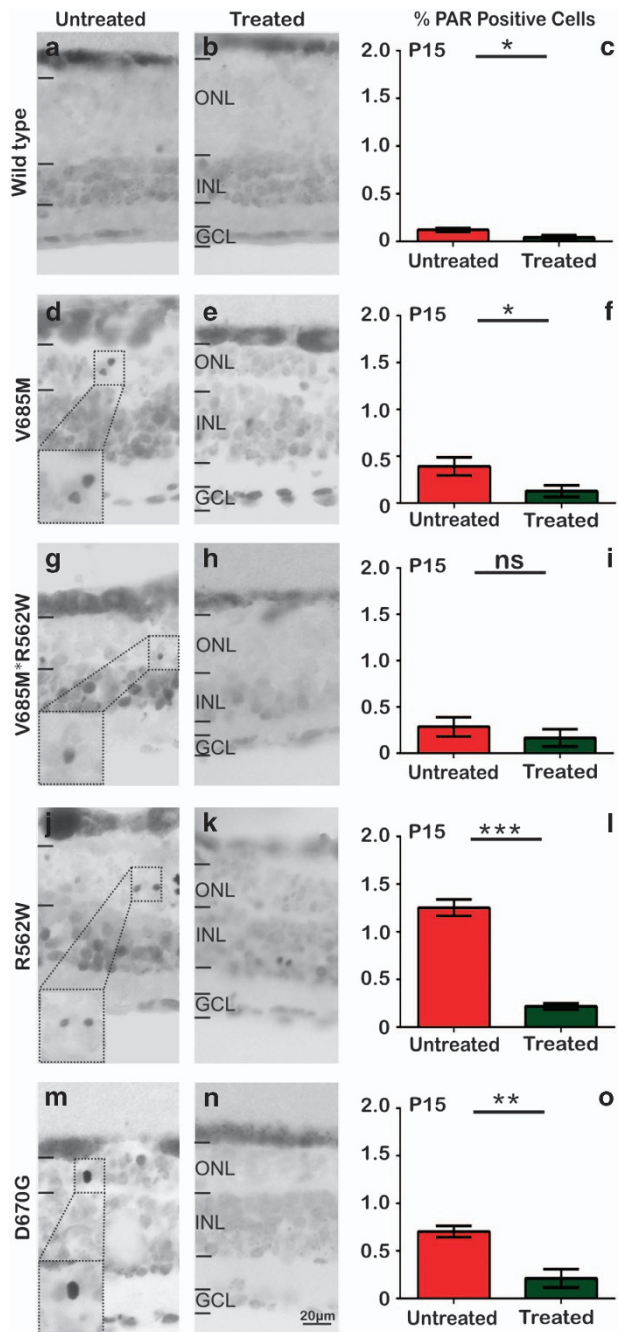 Untreated Treated % PAR Positive Cells
Wild type
a
b
ONL
INL
GCL
P15 * c
2.0
1.5
1.0
0.5
0
Untreated Treated
V685M
d
e
ONL
INL
GCL
P15 * f
2.0
1.5
1.0
0.5
0
Untreated Treated
V685M*R562W
g
h
ONL
INL
GCL
P15 ns i
2.0
1.5
1.0
0.5
0
Untreated Treated
R562W
j
k
ONL
INL
GCL
P15 *** l
2.0
1.5
1.0
0.5
0
Untreated Treated
D670G
m
n
ONL
INL
GCL
20µm
P15 ** o
2.0
1.5
1.0
0.5
0
Untreated Treated